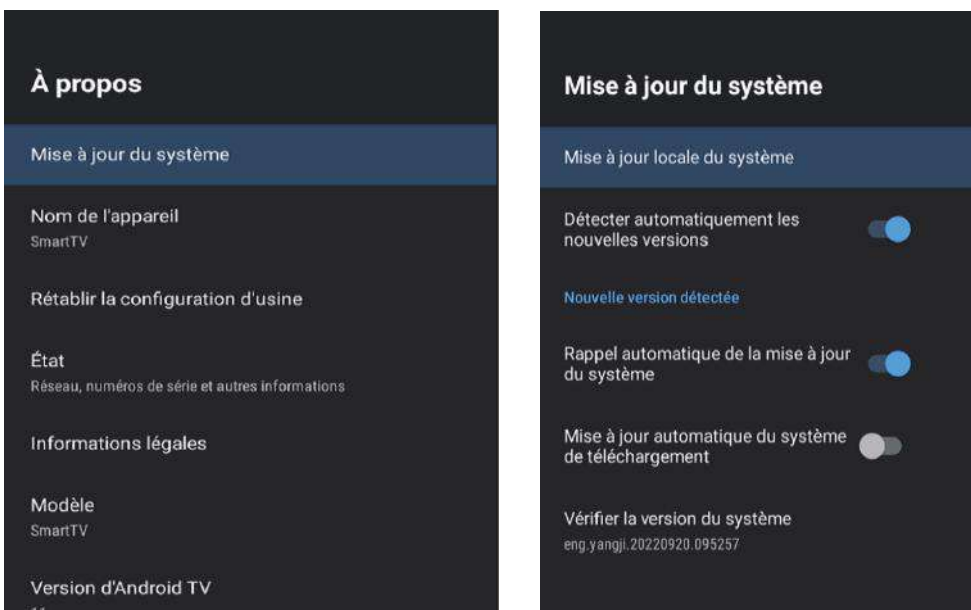 À propos
Mise à jour du système
Nom de l'appareil
SmartTV
Rétablir la configuration d'usine
État
Réseau, numéros de série et autres informations
Informations légales
Modèle
SmartTV
Version d'Android TV
Mise à jour du système
Mise à jour locale du système
Détecter automatiquement les
nouvelles versions
Nouvelle version détectée
Rappel automatique de la mise à jour
du système
Mise à jour automatique du système
de téléchargement
Vérifier la version du système
eng.yangji.20220920.095257